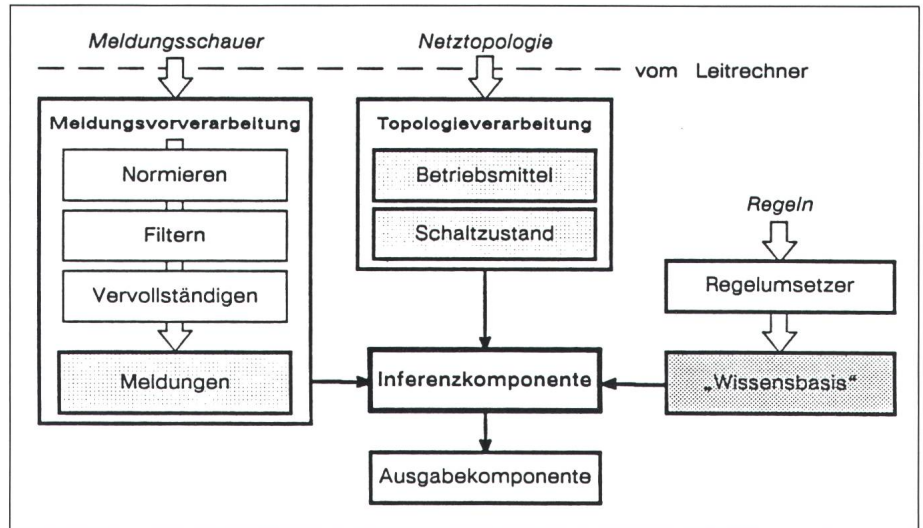 Meldungsschauer
Netztopologie
vom Leitrechner
Meldungsvorverarbeitung
Normieren
Filtern
Vervollständigen
Meldungen
Topologieverarbeitung
Betriebsmittel
Schaltzustand
Regeln
Regelumsetzer
„Wissensbasis“
Inferenzkomponente
Ausgabekomponente